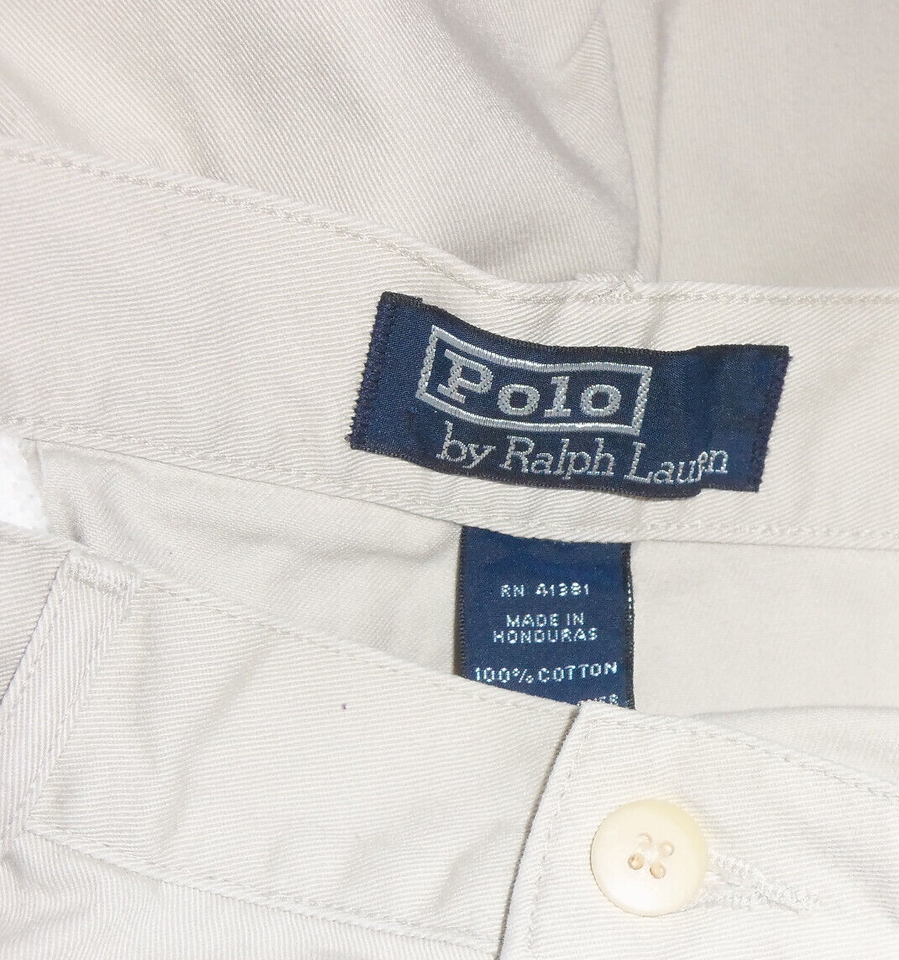 Polo
by Ralph Lauren
RN 41381
MADE IN
HONDURAS
100% COTTON